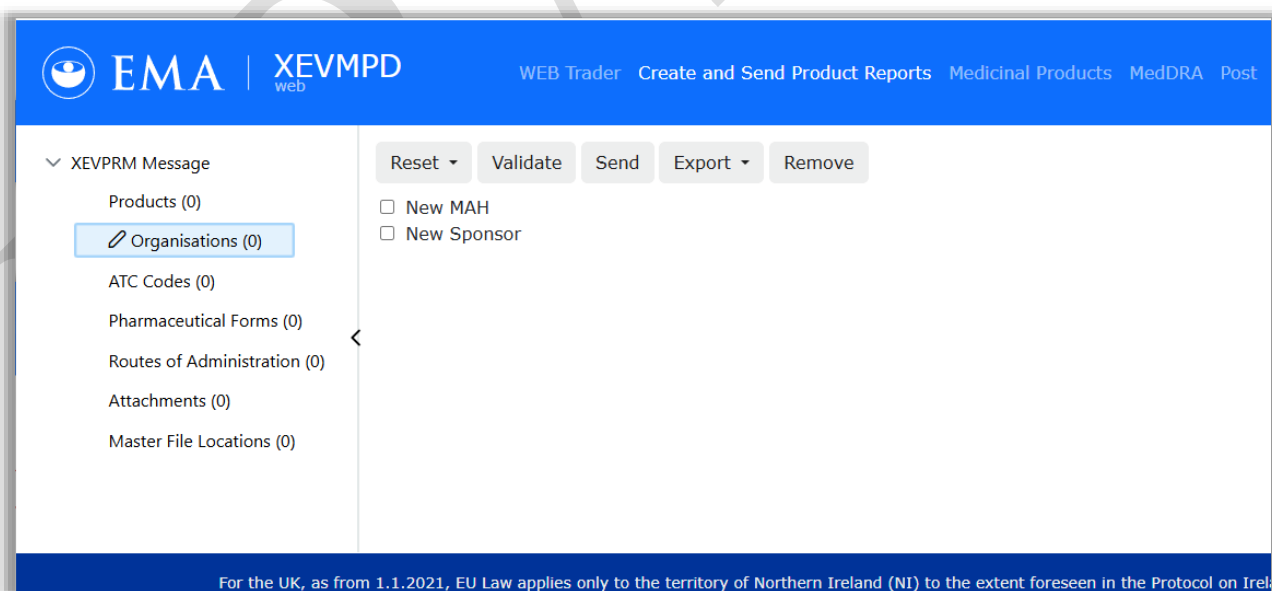 EMA | XEVMPD
web
WEB Trader Create and Send Product Reports Medicinal Products MedDRA Post
XEVPRM Message
Products (0)
Organisations (0)
ATC Codes (0)
Pharmaceutical Forms (0)
Routes of Administration (0)
Attachments (0)
Master File Locations (0)
Reset Validate Send Export Remove
New MAH
New Sponsor
For the UK, as from 1.1.2021, EU Law applies only to the territory of Northern Ireland (NI) to the extent foreseen in the Protocol on